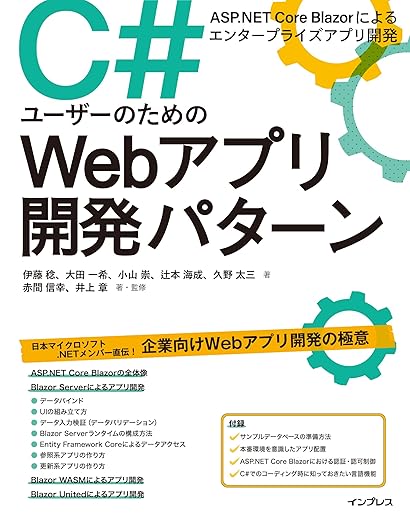 C#
ASP.NET Core Blazorによる
エンタープライズアプリ開発
ユーザーのための
Webアプリ
開発パターン
伊藤 稔、大田 一希、小山 崇、辻本 海成、久野 太三 著
赤間 信幸、井上 章 著・監修
日本マイクロソフト
.NETメンバー直伝!
企業向けWebアプリ開発の極意
ASP.NET Core Blazorの全体像
Blazor Serverによるアプリ開発
● データバインド
● UIの組み立て方
● データ入力検証(データバリデーション)
● Blazor Serverランタイムの構成方法
● Entity Framework Coreによるデータアクセス
● 参照系アプリの作り方
● 更新系アプリの作り方
Blazor WASMによるアプリ開発
Blazor Unitedによるアプリ開発
付録
サンプルデータベースの準備方法
本番環境を意識したアプリ配置
ASP.NET Core Blazorにおける認証・認可制御
C#でのコーディング時に知っておきたい言語機能
インプレス